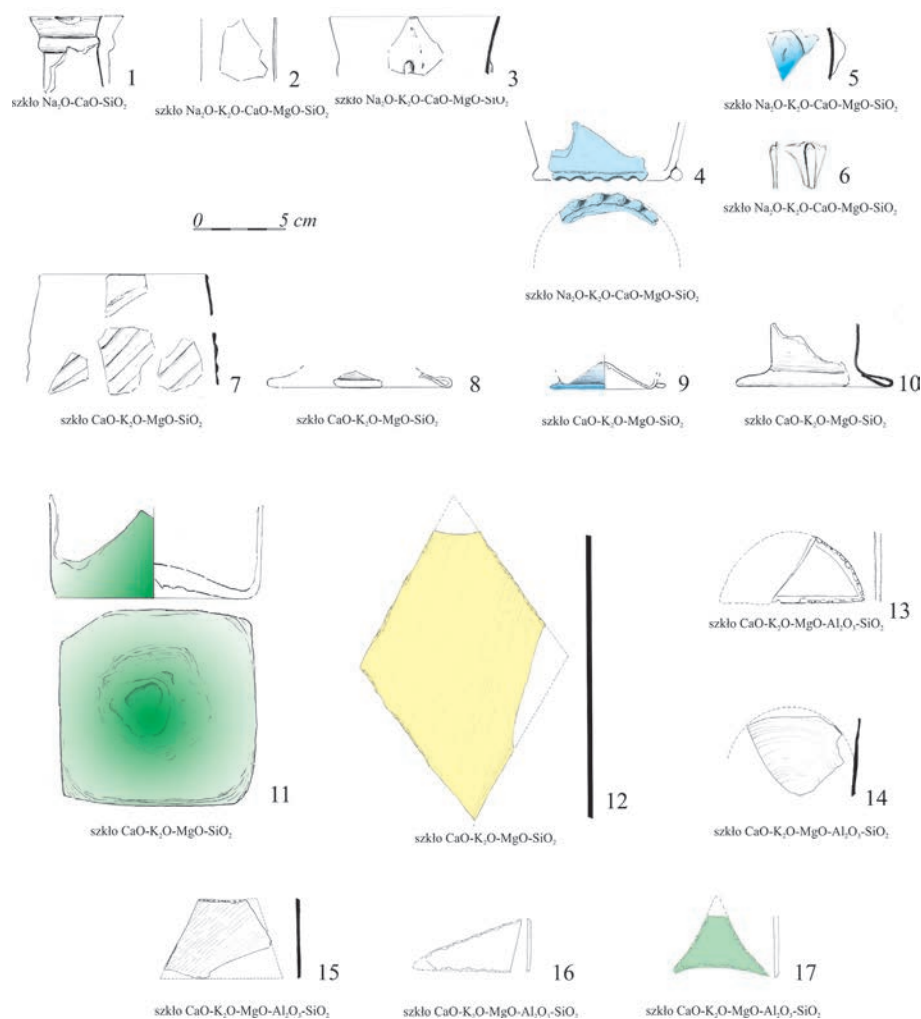 1
szkło Na₂O-CaO-SiO₂
2
szkło Na₂O-K₂O-CaO-MgO-SiO₂
3
szkło Na₂O-K₂O-CaO-MgO-SiO₂
5
szkło Na₂O-K₂O-CaO-MgO-SiO₂
4
szkło Na₂O-K₂O-CaO-MgO-SiO₂
6
szkło Na₂O-K₂O-CaO-MgO-SiO₂
0 5 cm
7
szkło CaO-K₂O-MgO-SiO₂
8
szkło CaO-K₂O-MgO-SiO₂
9
szkło CaO-K₂O-MgO-SiO₂
10
szkło CaO-K₂O-MgO-SiO₂
11
szkło CaO-K₂O-MgO-SiO₂
12
szkło CaO-K₂O-MgO-SiO₂
13
szkło CaO-K₂O-MgO-Al₂O₃-SiO₂
14
szkło CaO-K₂O-MgO-Al₂O₃-SiO₂
15
szkło CaO-K₂O-MgO-Al₂O₃-SiO₂
16
szkło CaO-K₂O-MgO-Al₂O₃-SiO₂
17
szkło CaO-K₂O-MgO-Al₂O₃-SiO₂